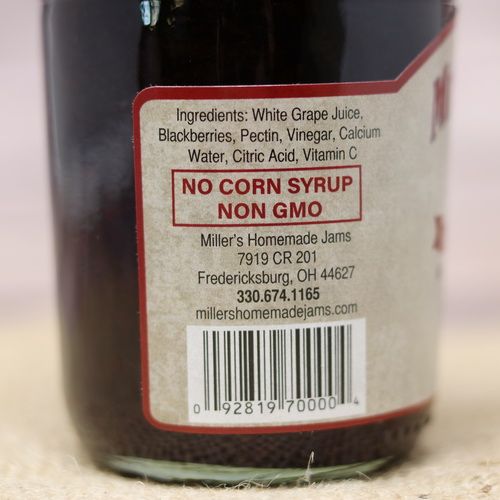 Ingredients: White Grape Juice,
Blackberries, Pectin, Vinegar, Calcium
Water, Citric Acid, Vitamin C
NO CORN SYRUP
NON GMO
Miller's Homemade Jams
7919 CR 201
Fredericksburg, OH 44627
330.674.1165
millershomemadejams.com
0 92819 70000 4